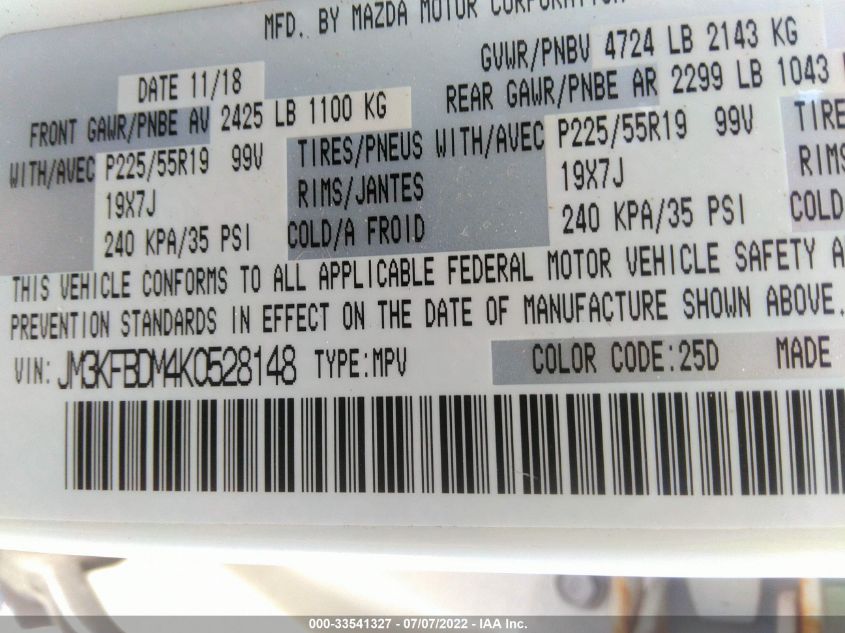 MFD. BY MAZDA MOTOR CORPORATION
DATE 11/18
GVWR/PNBV 4724 LB 2143 KG
FRONT GAWR/PNBE AV 2425 LB 1100 KG
REAR GAWR/PNBE AR 2299 LB 1043
WITH/AVEC P225/55R19 99V TIRES/PNEUS WITH/AVEC P225/55R19 99V TIRE
19X7J RIMS/JANTES 19X7J RIMS
240 KPA/35 PSI COLD/A FROID 240 KPA/35 PSI COLD
THIS VEHICLE CONFORMS TO ALL APPLICABLE FEDERAL MOTOR VEHICLE SAFETY A
PREVENTION STANDARDS IN EFFECT ON THE DATE OF MANUFACTURE SHOWN ABOVE.
VIN: JM3KFBDM4K0528148 TYPE:MPV COLOR CODE:25D MADE
000-33541327 - 07/07/2022 - IAA Inc.